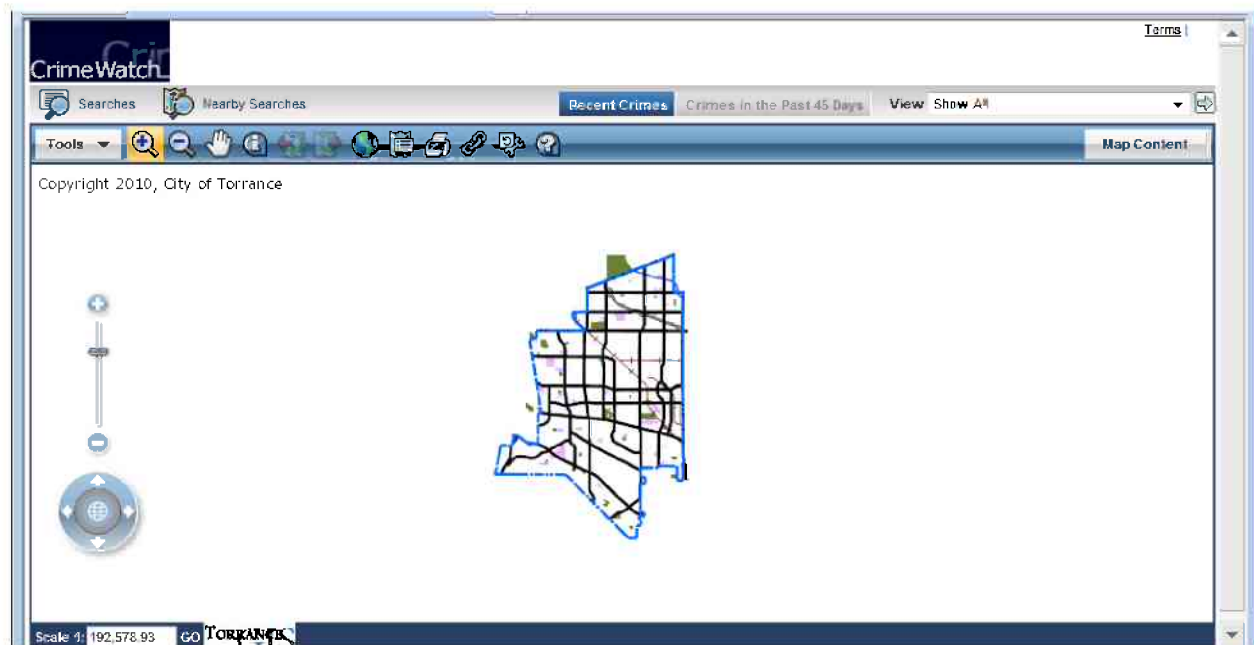 Terms |
CrimeWatch
Searches Nearby Searches Recent Crimes Crimes in the Past 45 Days View Show All
Tools Map Content
Copyright 2010, City of Torrance
Scale 1: 192,578.93 GO TORRANCE